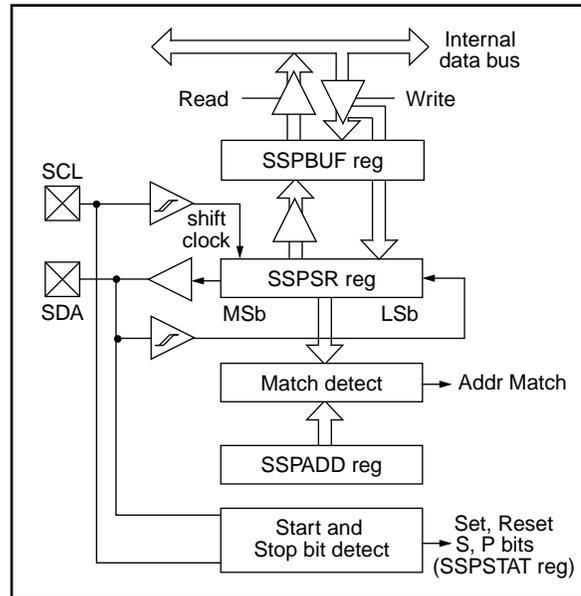 Internal
data bus
Read
Write
SSPBUF reg
SCL
shift
clock
SSPSR reg
SDA
MSb
LSb
Match detect
Addr Match
SSPADD reg
Start and
Stop bit detect
Set, Reset
S, P bits
(SSPSTAT reg)